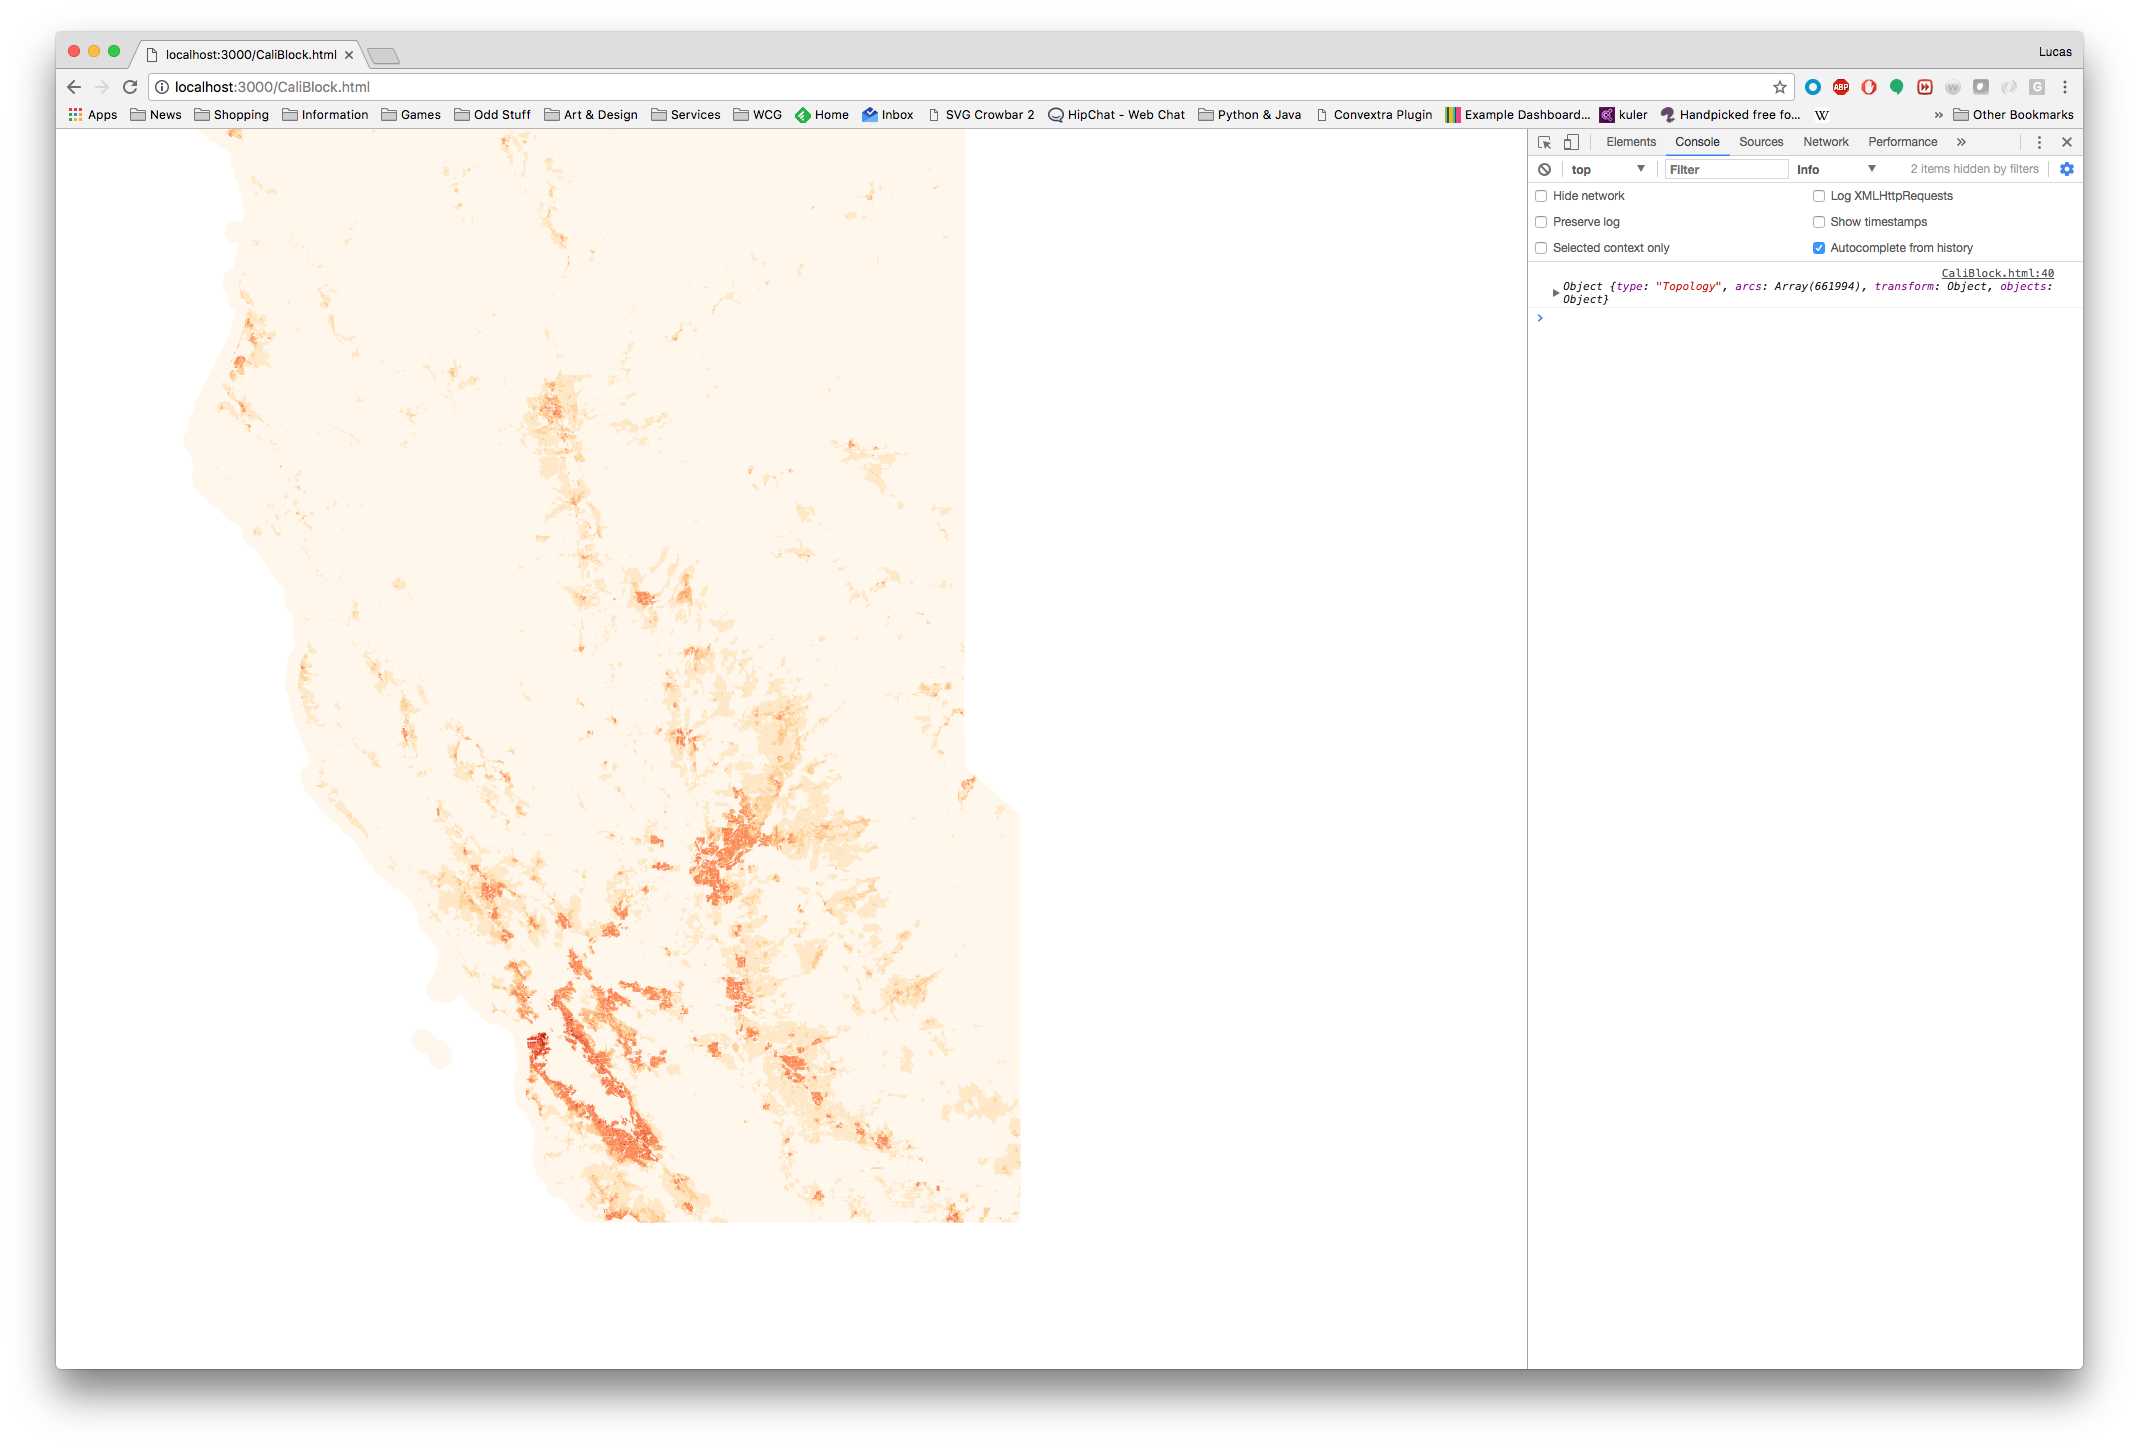 localhost:3000/CaliBlock.html
Lucas
localhost:3000/CaliBlock.html
ABP
W
G
Apps News Shopping Information Games Odd Stuff Art & Design Services WCG Home Inbox SVG Crowbar 2 HipChat - Web Chat Python & Java Convextra Plugin Example Dashboard... kuler Handpicked free fo... W » Other Bookmarks
Elements Console Sources Network Performance »
top Filter Info 2 items hidden by filters
Hide network Log XMLHttpRequests
Preserve log Show timestamps
Selected context only Autocomplete from history
CaliBlock.html:40
Object {type: "Topology", arcs: Array(661994), transform: Object, objects:
Object}